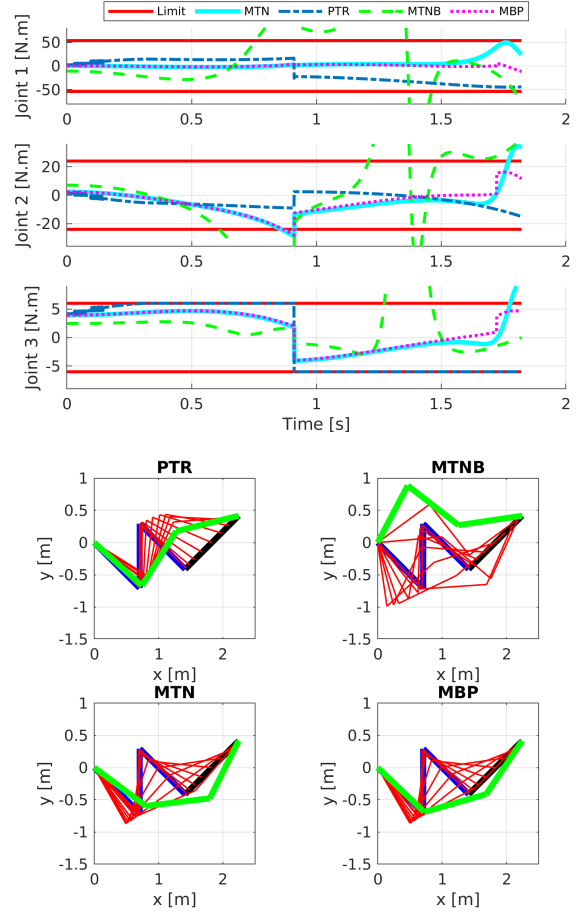 Limit MTN PTR MTNB MBP
Joint 1 [N.m]
50
0
-50
0 0.5 1 1.5 2
Joint 2 [N.m]
20
0
-20
0 0.5 1 1.5 2
Joint 3 [N.m]
5
0
-5
0 0.5 1 1.5 2
Time [s]
PTR
y [m]
1
0.5
0
-0.5
-1
-1.5
0 1 2
x [m]
MTNB
y [m]
1
0.5
0
-0.5
-1
-1.5
0 1 2
x [m]
MTN
y [m]
1
0.5
0
-0.5
-1
-1.5
0 1 2
x [m]
MBP
y [m]
1
0.5
0
-0.5
-1
-1.5
0 1 2
x [m]